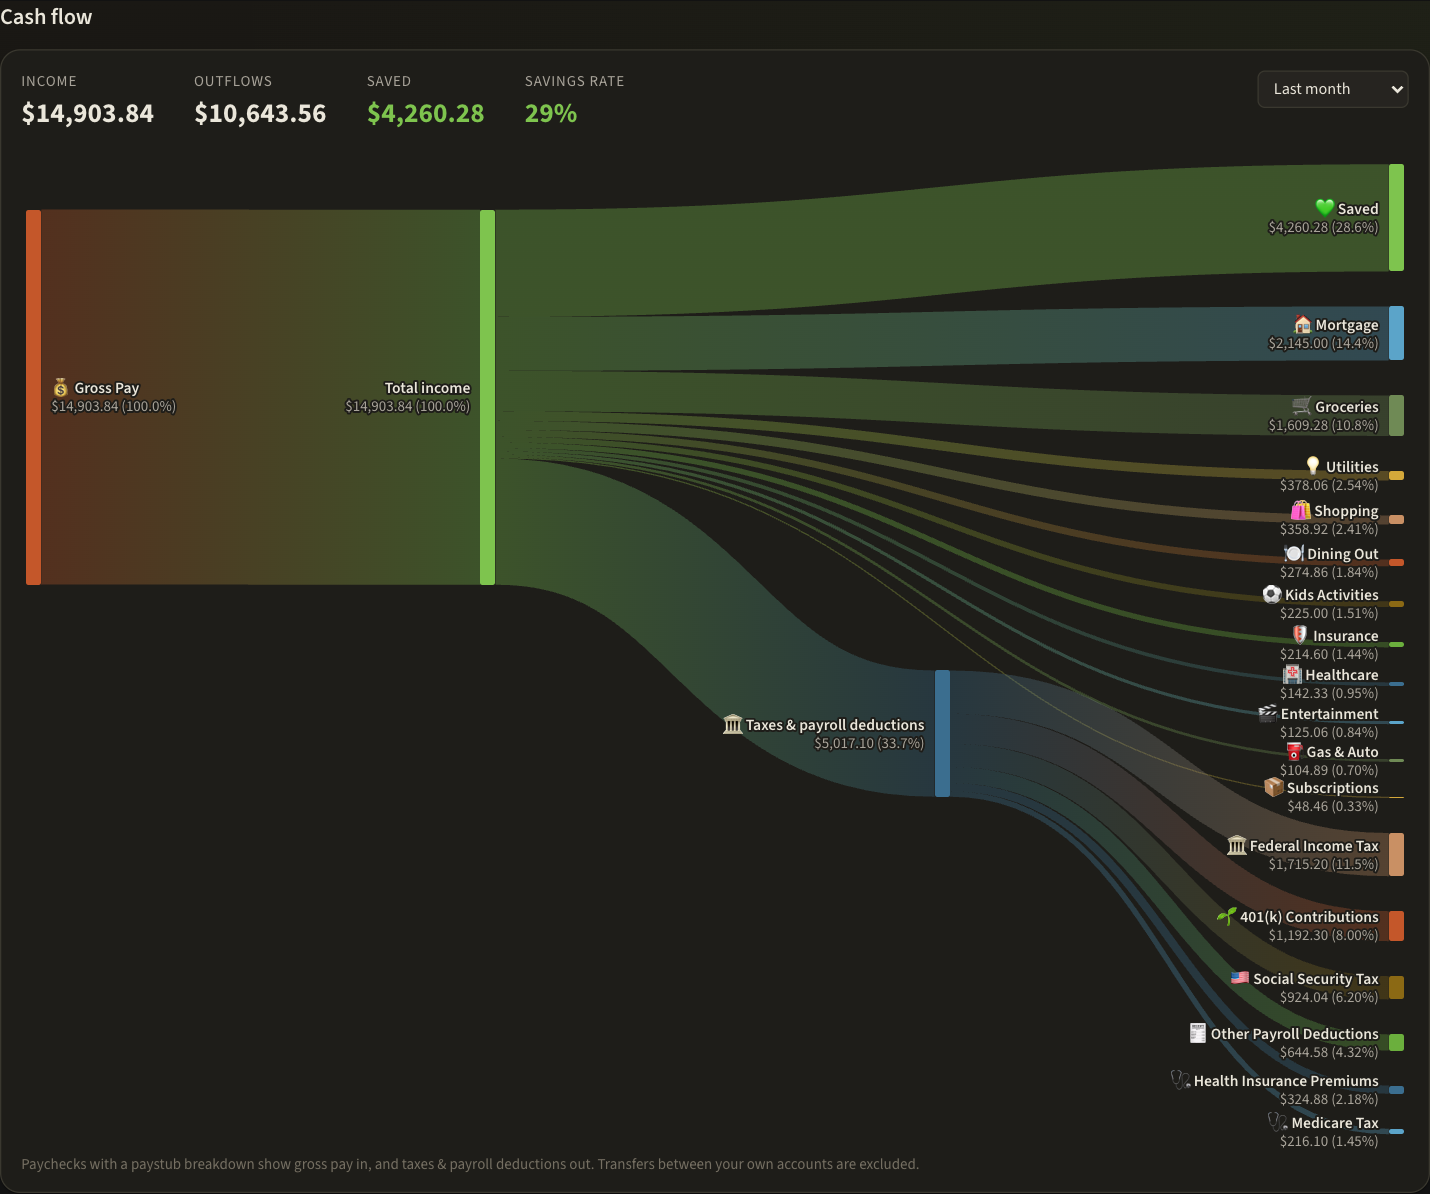 Cash flow
INCOME
$14,903.84
OUTFLOWS
$10,643.56
SAVED
$4,260.28
SAVINGS RATE
29%
Last month
Gross Pay
$14,903.84 (100.0%)
Total income
$14,903.84 (100.0%)
Saved
$4,260.28 (28.6%)
Mortgage
$2,145.00 (14.4%)
Groceries
$1,609.28 (10.8%)
Utilities
$378.06 (2.54%)
Shopping
$358.92 (2.41%)
Dining Out
$274.86 (1.84%)
Kids Activities
$225.00 (1.51%)
Insurance
$214.60 (1.44%)
Healthcare
$142.33 (0.95%)
Entertainment
$125.06 (0.84%)
Gas & Auto
$104.89 (0.70%)
Subscriptions
$48.46 (0.33%)
Taxes & payroll deductions
$5,017.10 (33.7%)
Federal Income Tax
$1,715.20 (11.5%)
401(k) Contributions
$1,192.30 (8.00%)
Social Security Tax
$924.04 (6.20%)
Other Payroll Deductions
$644.58 (4.32%)
Health Insurance Premiums
$324.88 (2.18%)
Medicare Tax
$216.10 (1.45%)
Paychecks with a paystub breakdown show gross pay in, and taxes & payroll deductions out. Transfers between your own accounts are excluded.